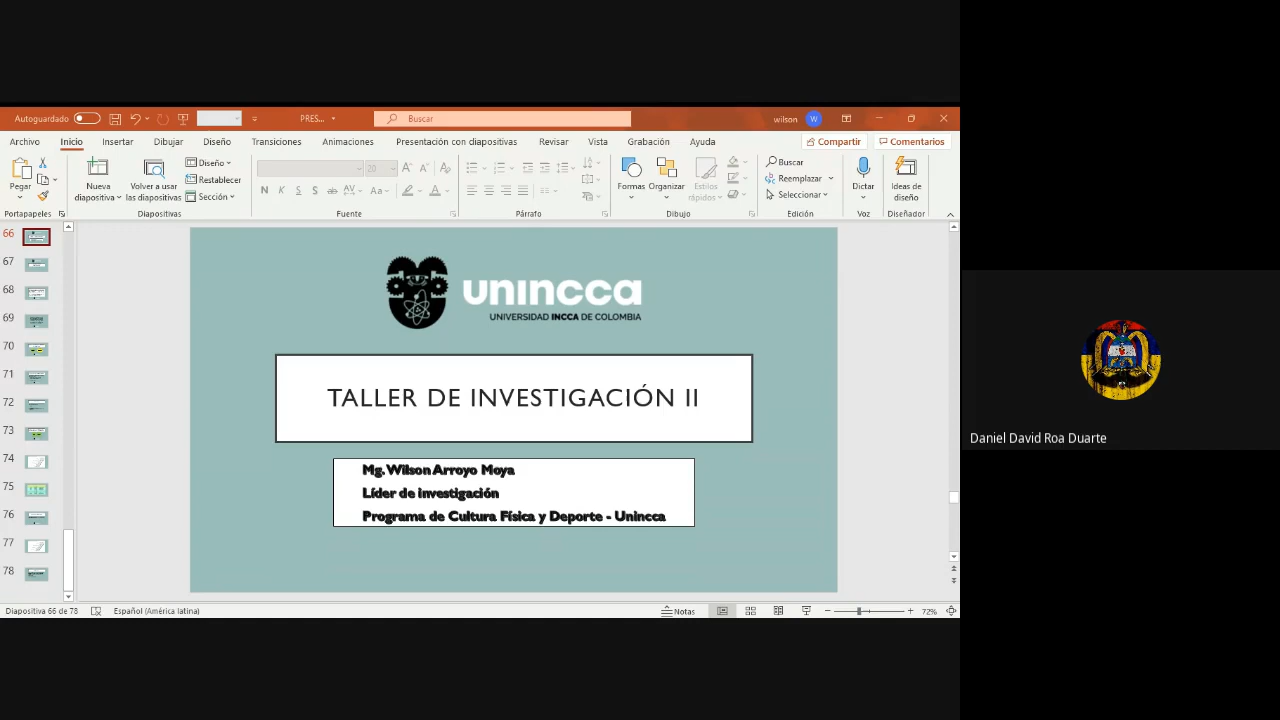 Autoguardado
PRES...
Buscar
wilson
W
Archivo Inicio Insertar Dibujar Diseño Transiciones Animaciones Presentación con diapositivas Revisar Vista Grabación Ayuda
Compartir
Comentarios
Pegar
Nueva
diapositiva
Volver a usar
las diapositivas
Diseño
Restablecer
Sección
20
N K S S ab AV Aa A
Formas
Organizar
Estilos
rápidos
Buscar
Reemplazar
Seleccionar
Dictar
Ideas de
diseño
Portapapeles Diapositivas Fuente Párrafo Dibujo Edición Voz Diseñador
66
67
68
69
70
71
72
73
74
75
76
77
78
unincca
UNIVERSIDAD INCCA DE COLOMBIA
TALLER DE INVESTIGACIÓN II
Mg. Wilson Arroyo Moya
Líder de investigación
Programa de Cultura Física y Deporte - Unincca
Daniel David Roa Duarte
Diapositiva 66 de 78
Español (América latina)
Notas
72%